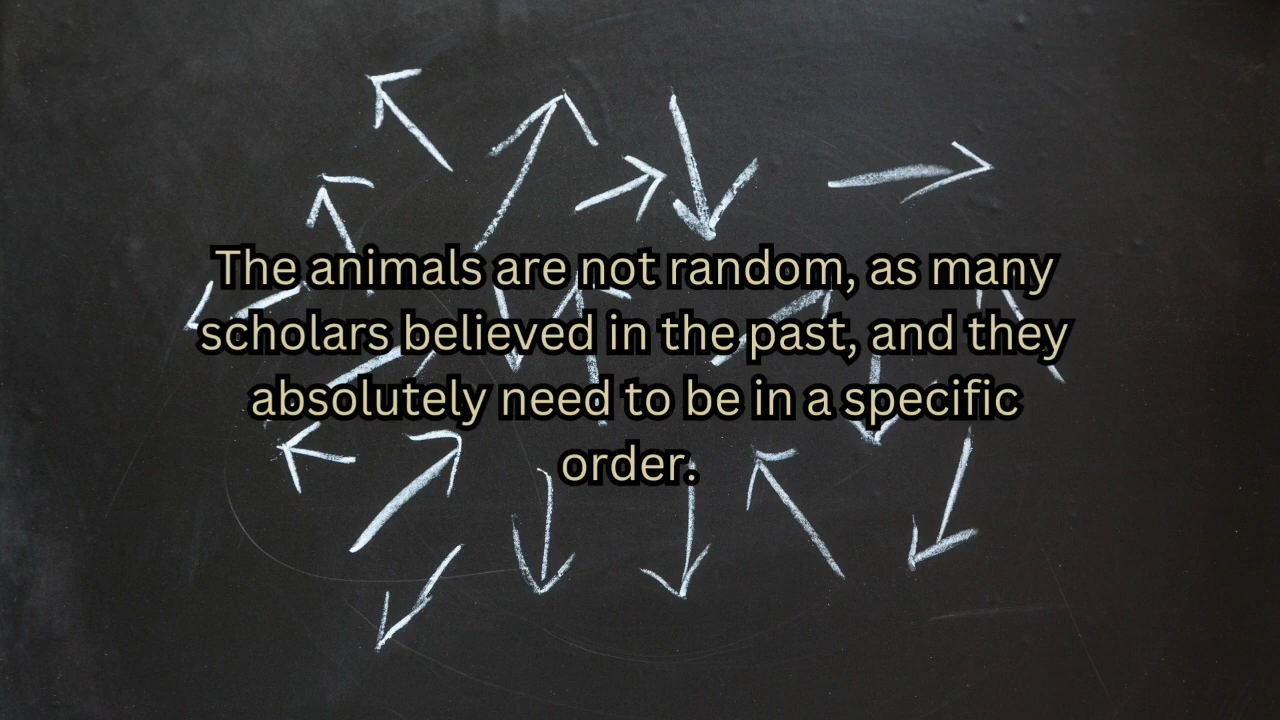 The animals are not random, as many
scholars believed in the past, and they
absolutely need to be in a specific
order.